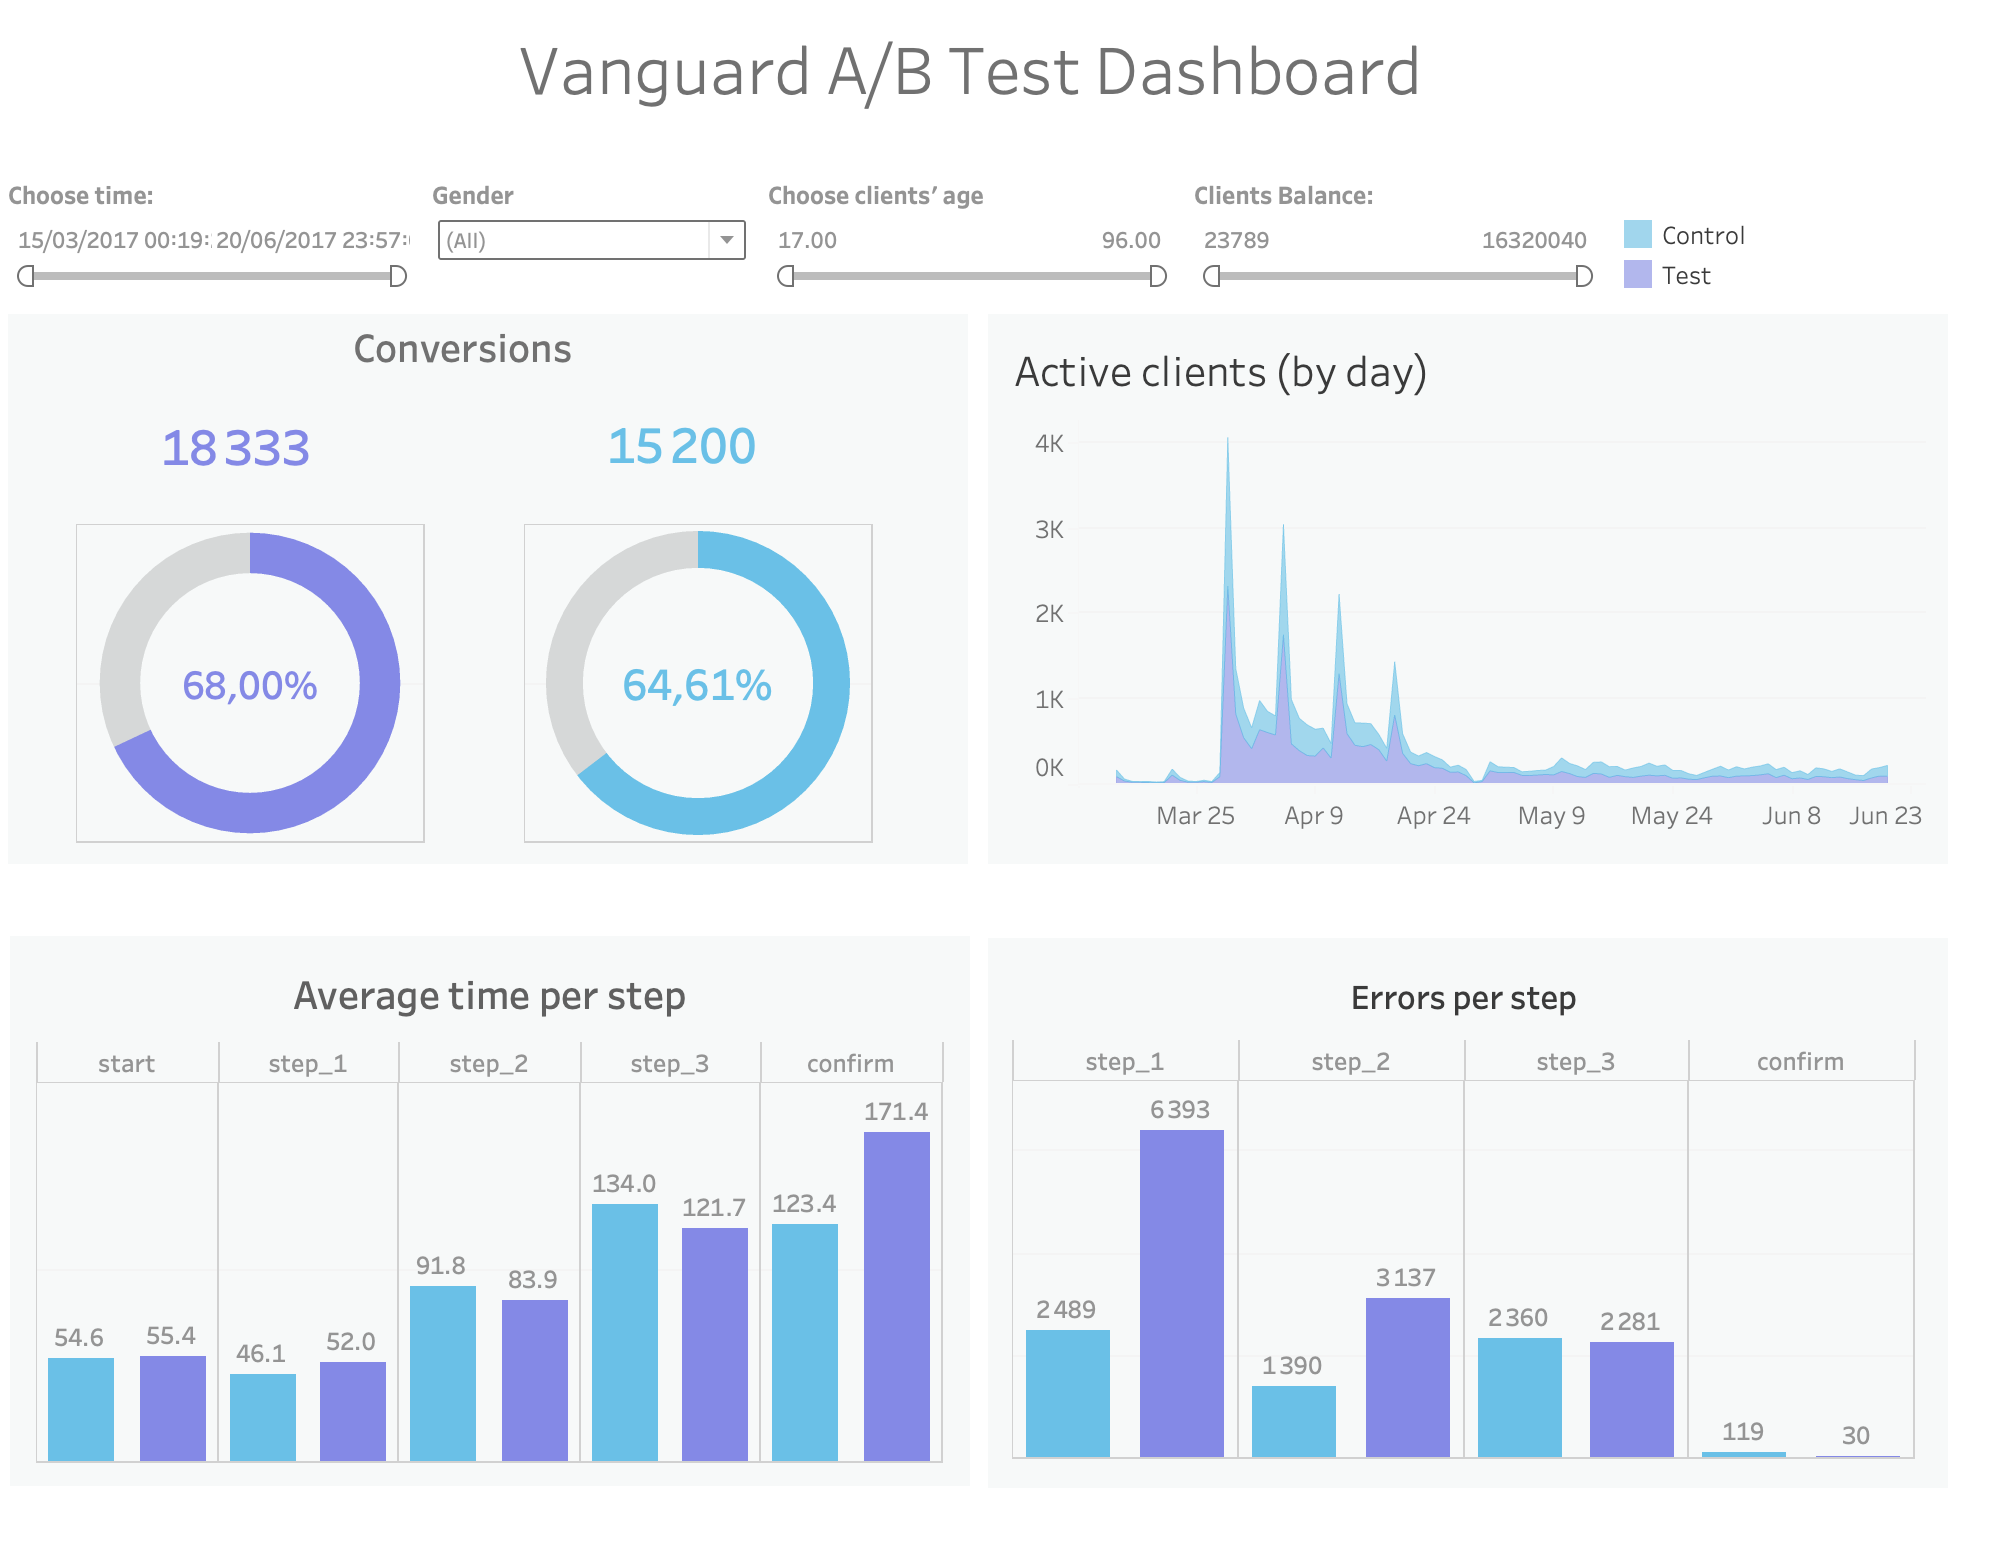 Vanguard A/B Test Dashboard
Choose time:
15/03/2017 00:19: 20/06/2017 23:57:
Gender
(All)
Choose clients' age
17.00 96.00
Clients Balance:
23789 16320040
Control
Test
Conversions
18 333 15 200
68,00% 64,61%
Active clients (by day)
4K
3K
2K
1K
0K
Mar 25 Apr 9 Apr 24 May 9 May 24 Jun 8 Jun 23
Average time per step
start step_1 step_2 step_3 confirm
54.6 55.4 46.1 52.0 91.8 83.9 134.0 121.7 123.4 171.4
Errors per step
step_1 step_2 step_3 confirm
2 489 6 393 1 390 3 137 2 360 2 281 119 30